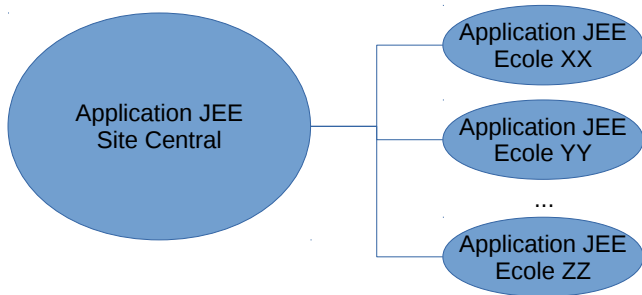 Application JEE
Site Central
Application JEE
Ecole XX
Application JEE
Ecole YY
...
Application JEE
Ecole ZZ